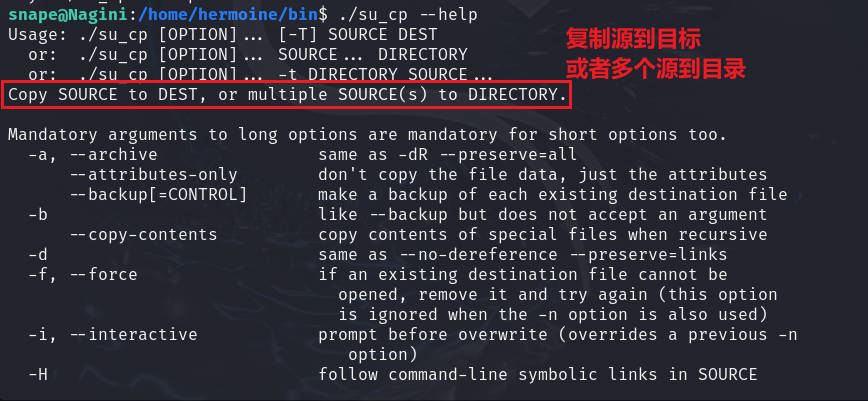 snape@Nagini:/home/hermoine/bin$ ./su_cp --help
Usage: ./su_cp [OPTION]... [-T] SOURCE DEST
or: ./su_cp [OPTION]... SOURCE... DIRECTORY
or: ./su_cp [OPTION]... -t DIRECTORY SOURCE...
Copy SOURCE to DEST, or multiple SOURCE(s) to DIRECTORY.
复制源到目标
或者多个源到目录
Mandatory arguments to long options are mandatory for short options too.
-a, --archive same as -dR --preserve=all
--attributes-only don't copy the file data, just the attributes
--backup[=CONTROL] make a backup of each existing destination file
-b like --backup but does not accept an argument
--copy-contents copy contents of special files when recursive
-d same as --no-dereference --preserve=links
-f, --force if an existing destination file cannot be
opened, remove it and try again (this option
is ignored when the -n option is also used)
-i, --interactive prompt before overwrite (overrides a previous -n
option)
-H follow command-line symbolic links in SOURCE